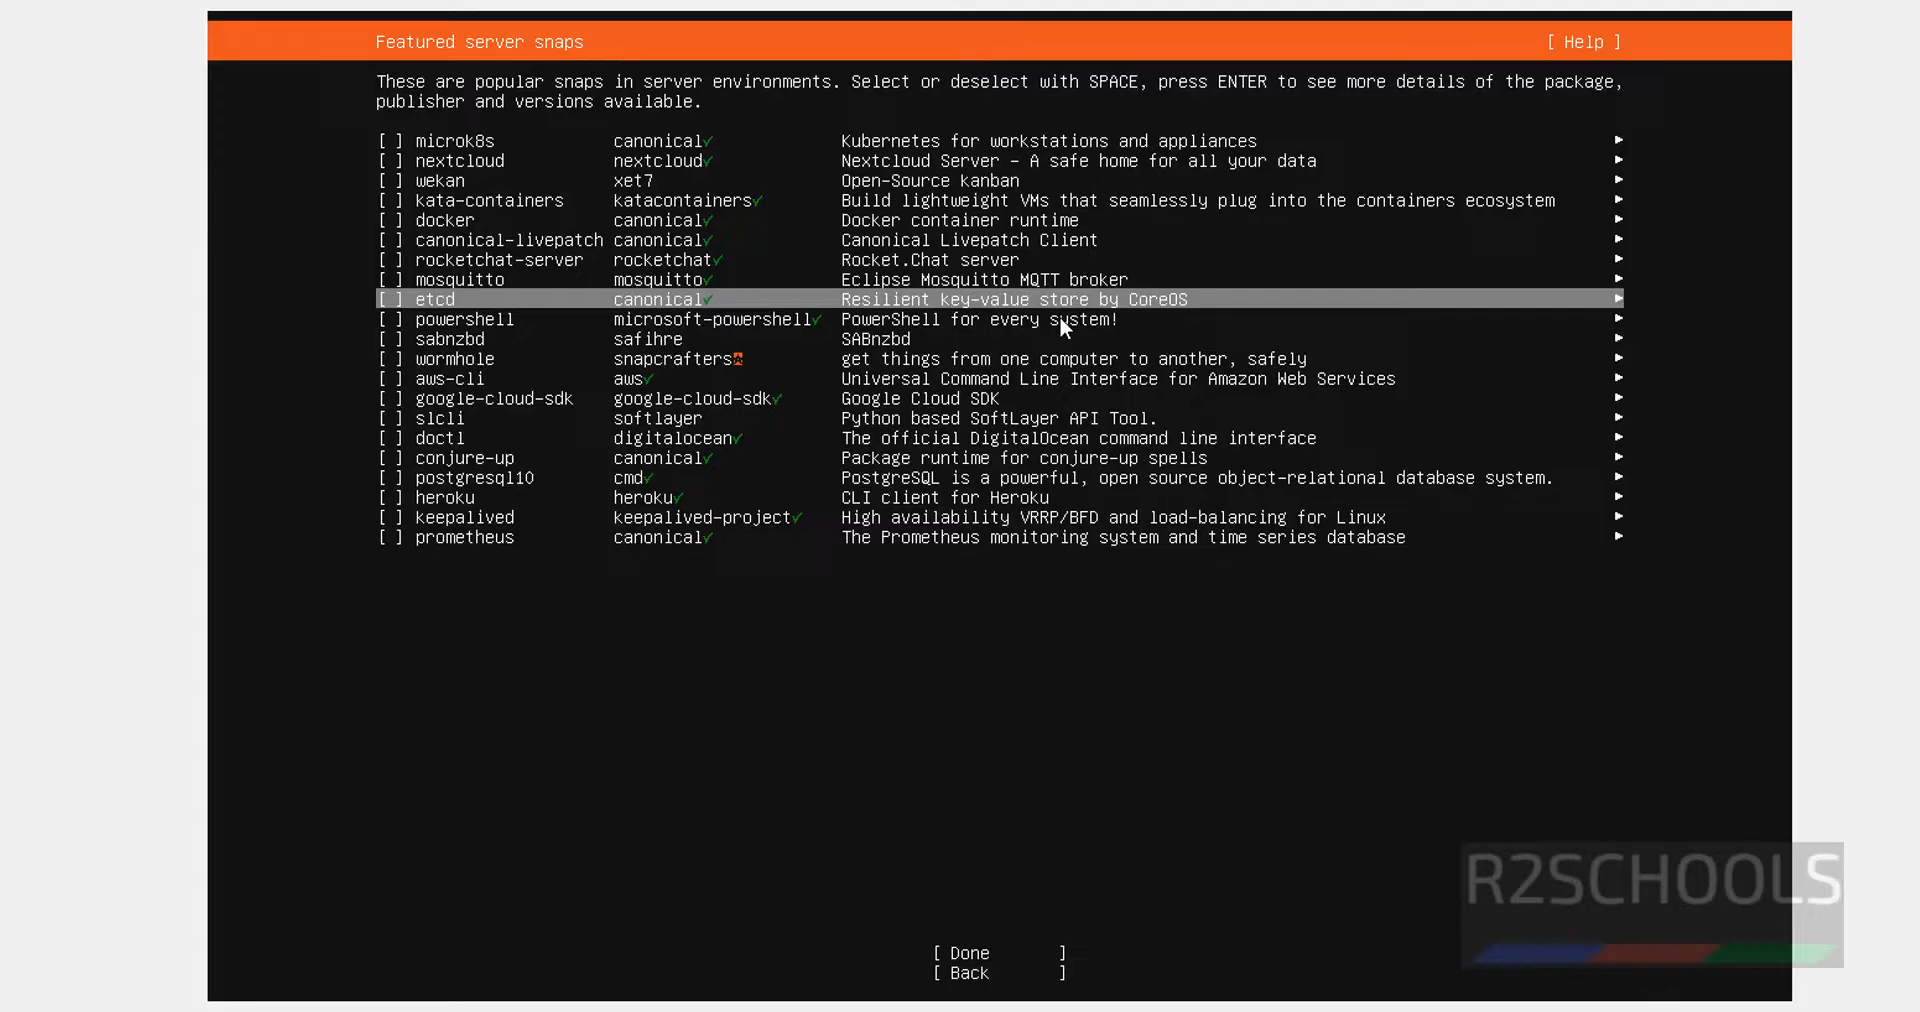 Featured server snaps [ Help ]
These are popular snaps in server environments. Select or deselect with SPACE, press ENTER to see more details of the package,
publisher and versions available.
[ ] microk8s canonical✓ Kubernetes for workstations and appliances ▸
[ ] nextcloud nextcloud✓ Nextcloud Server - A safe home for all your data ▸
[ ] wekan xet7 Open-Source kanban ▸
[ ] kata-containers katacontainers✓ Build lightweight VMs that seamlessly plug into the containers ecosystem ▸
[ ] docker canonical✓ Docker container runtime ▸
[ ] canonical-livepatch canonical✓ Canonical Livepatch Client ▸
[ ] rocketchat-server rocketchat✓ Rocket.Chat server ▸
[ ] mosquitto mosquitto✓ Eclipse Mosquitto MQTT broker ▸
[ ] etcd canonical✓ Resilient key-value store by CoreOS ▸
[ ] powershell microsoft-powershell✓ PowerShell for every system! ▸
[ ] sabnzbd safihre SABnzbd ▸
[ ] wormhole snapcrafters get things from one computer to another, safely ▸
[ ] aws-cli aws✓ Universal Command Line Interface for Amazon Web Services ▸
[ ] google-cloud-sdk google-cloud-sdk✓ Google Cloud SDK ▸
[ ] slcli softlayer Python based SoftLayer API Tool. ▸
[ ] doctl digitalocean✓ The official DigitalOcean command line interface ▸
[ ] conjure-up canonical✓ Package runtime for conjure-up spells ▸
[ ] postgresql10 cmd✓ PostgreSQL is a powerful, open source object-relational database system. ▸
[ ] heroku heroku✓ CLI client for Heroku ▸
[ ] keepalived keepalived-project✓ High availability VRRP/BFD and load-balancing for Linux ▸
[ ] prometheus canonical✓ The Prometheus monitoring system and time series database ▸
R2SCHOOLS
[ Done ]
[ Back ]